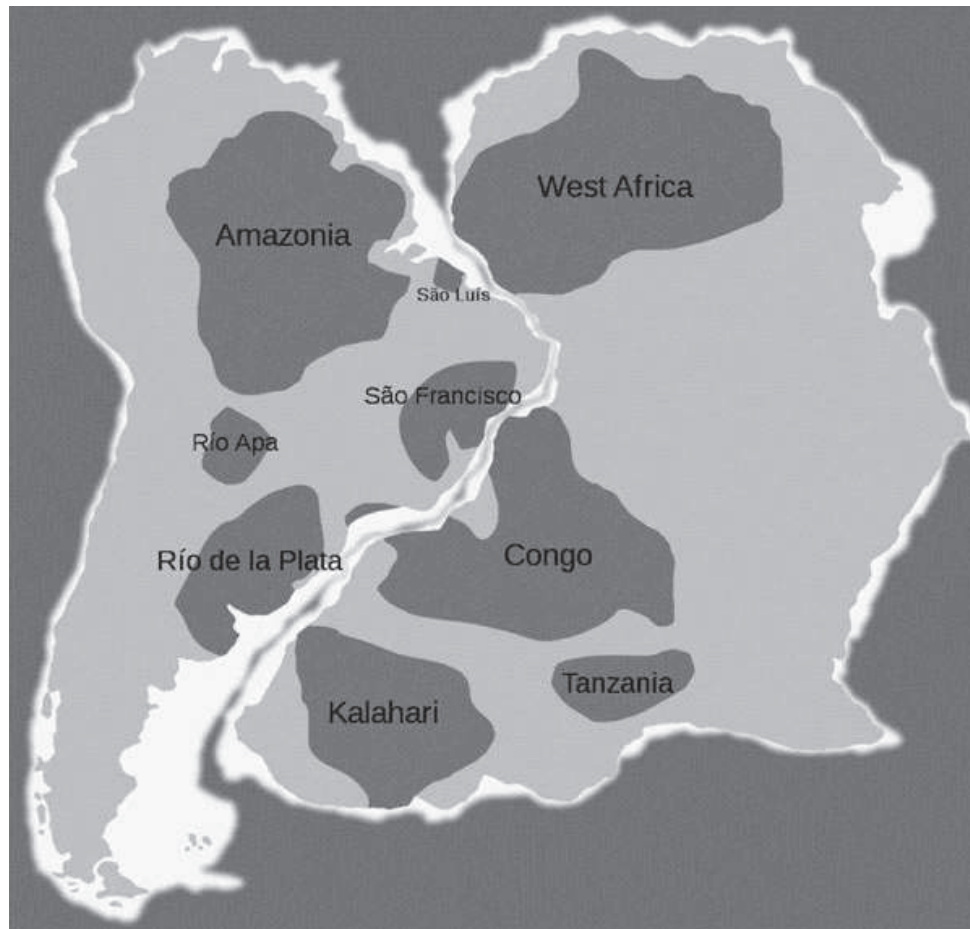 West Africa
Amazonia
São Luís
São Francisco
Río Apa
Río de la Plata
Congo
Tanzania
Kalahari